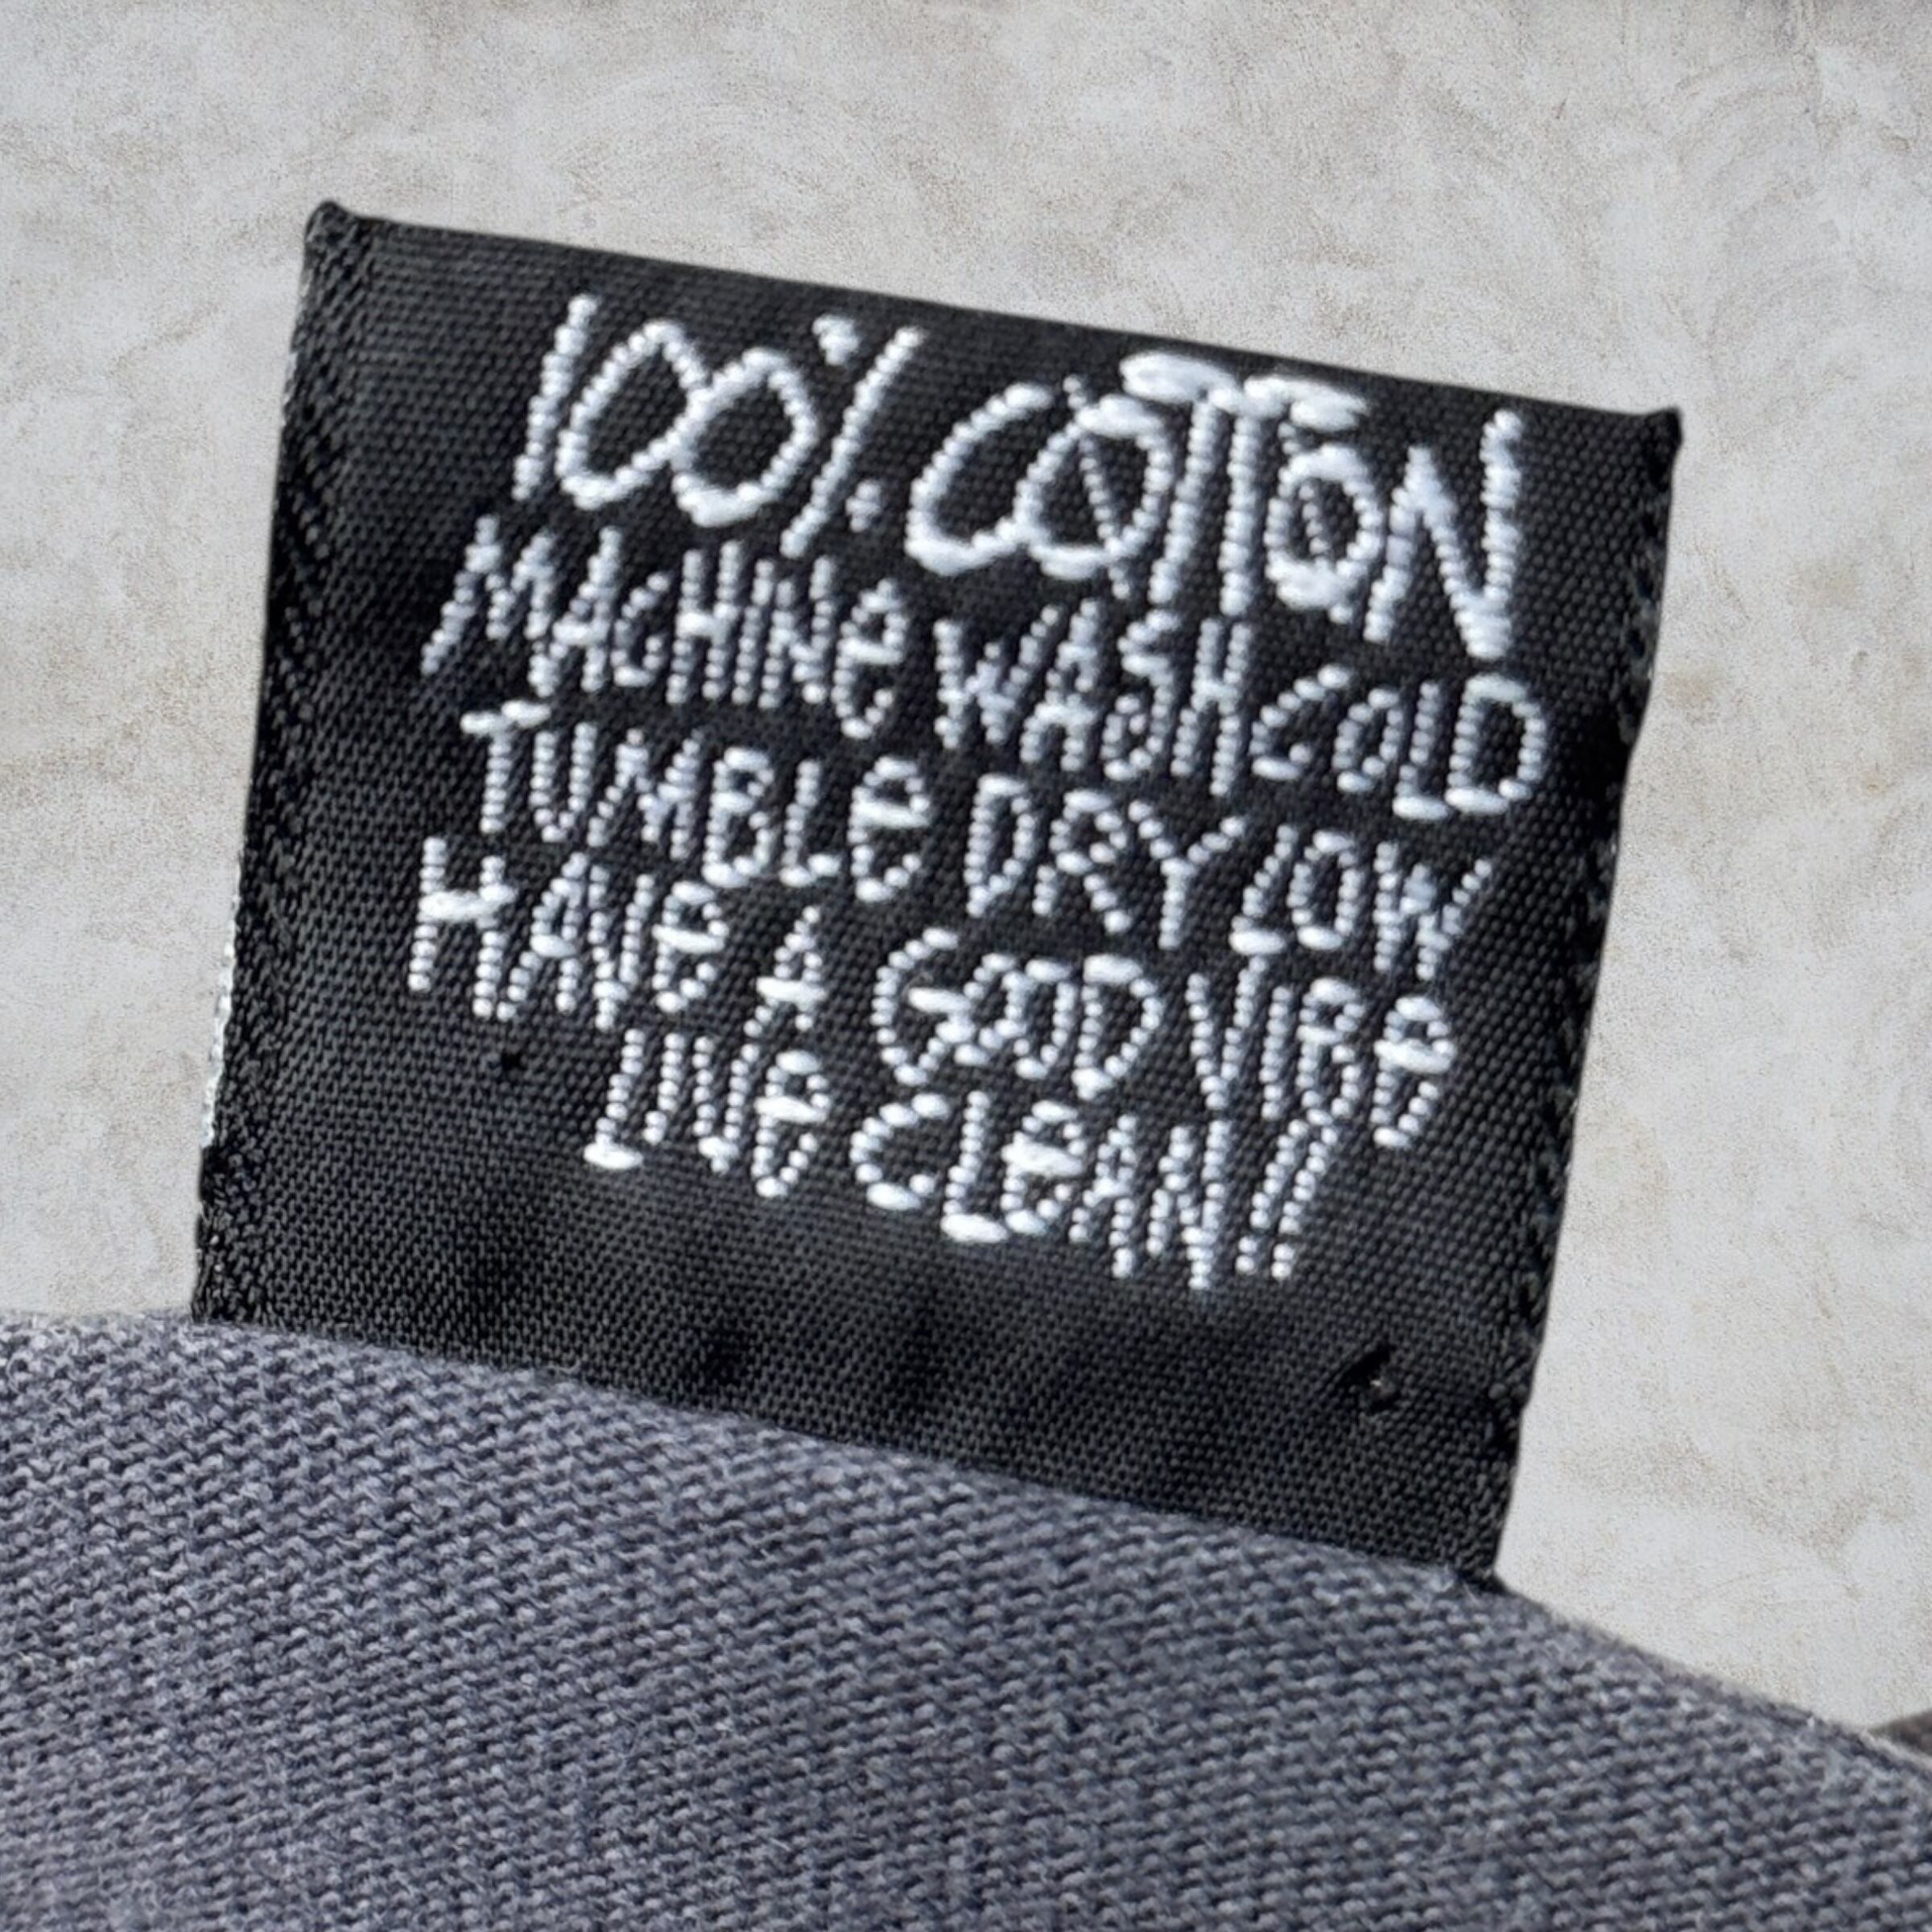 100% COTTON
MACHINe WASH COLD
TUMBLe DRY LOW
HAVe A GOOD VIBe
LIVe CLeAN!!